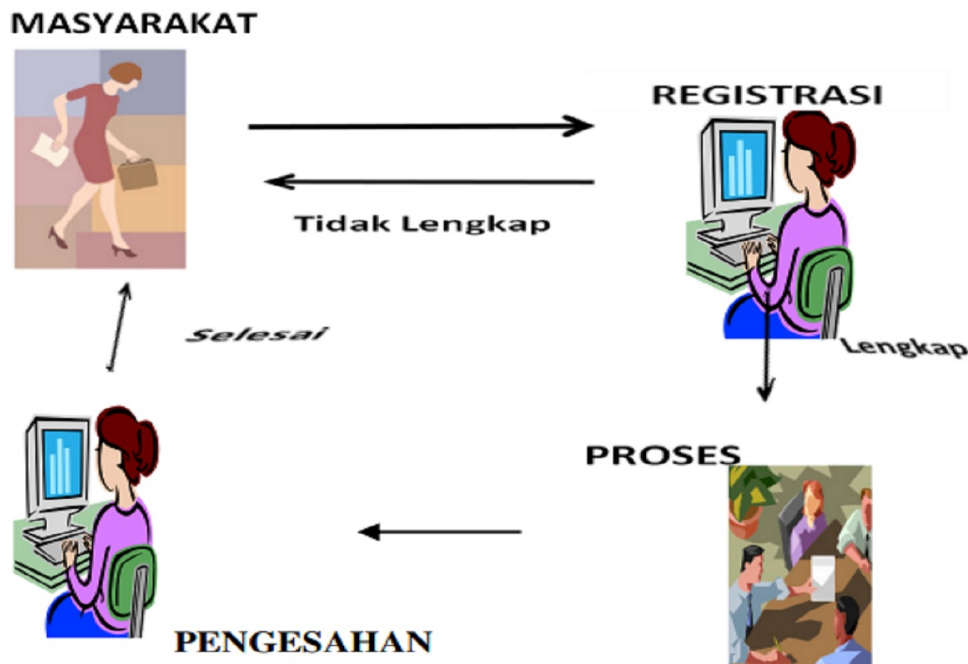 MASYARAKAT
REGISTRASI
Tidak Lengkap
Selesai
Lengkap
PROSES
PENGESAHAN